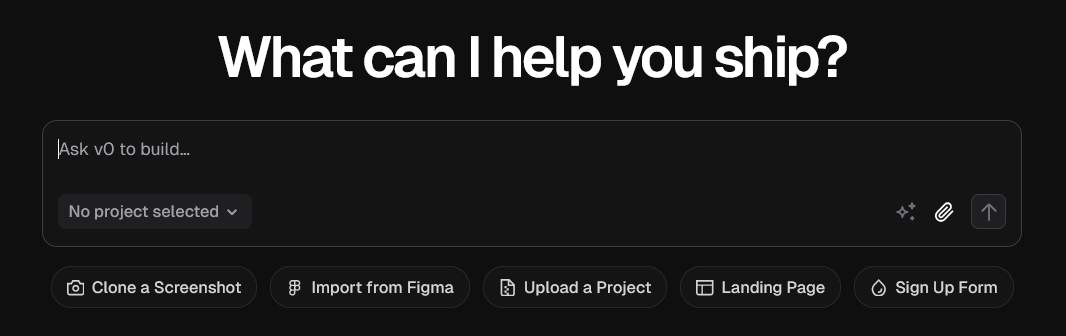 What can I help you ship?
Ask v0 to build...
No project selected
Clone a Screenshot
Import from Figma
Upload a Project
Landing Page
Sign Up Form